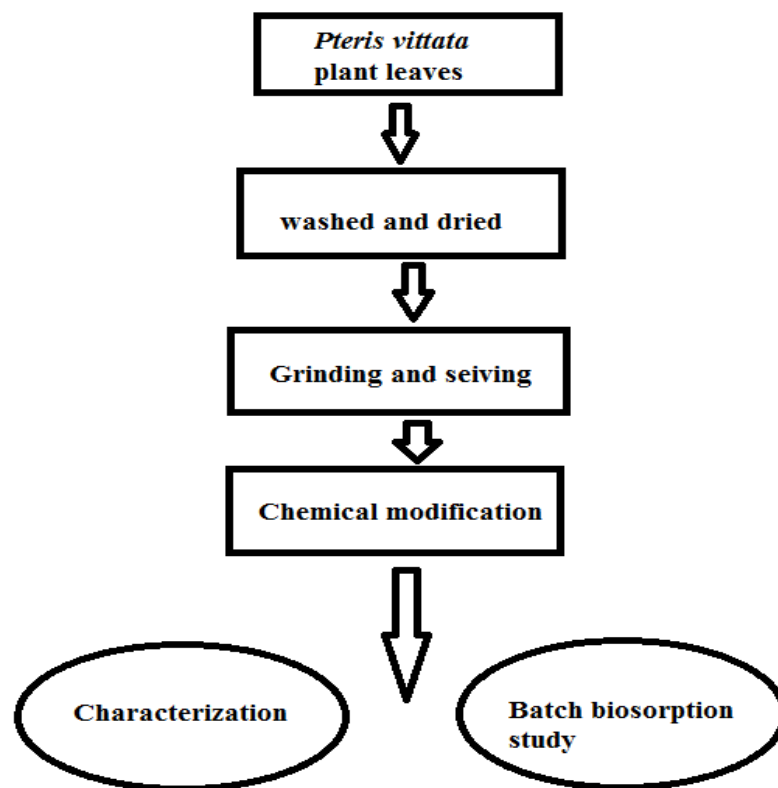 Pteris vittata
plant leaves
washed and dried
Grinding and seiving
Chemical modification
Characterization
Batch biosorption
study